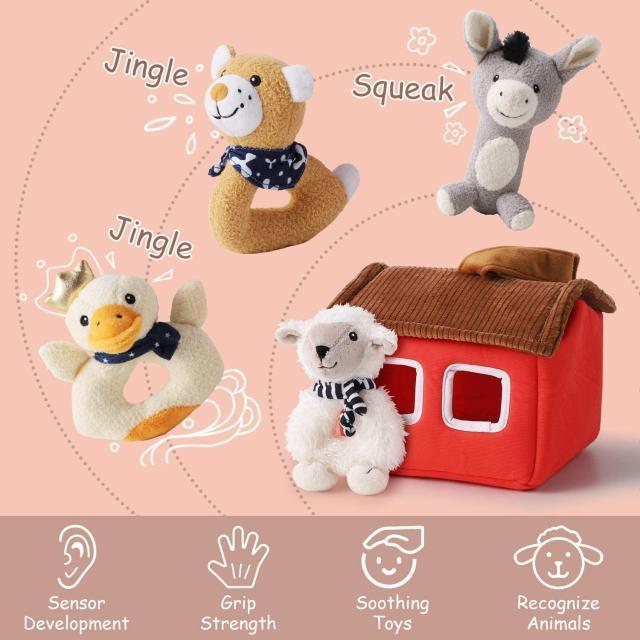 Jingle
Squeak
Jingle
Sensor
Development
Grip
Strength
Soothing
Toys
Recognize
Animals